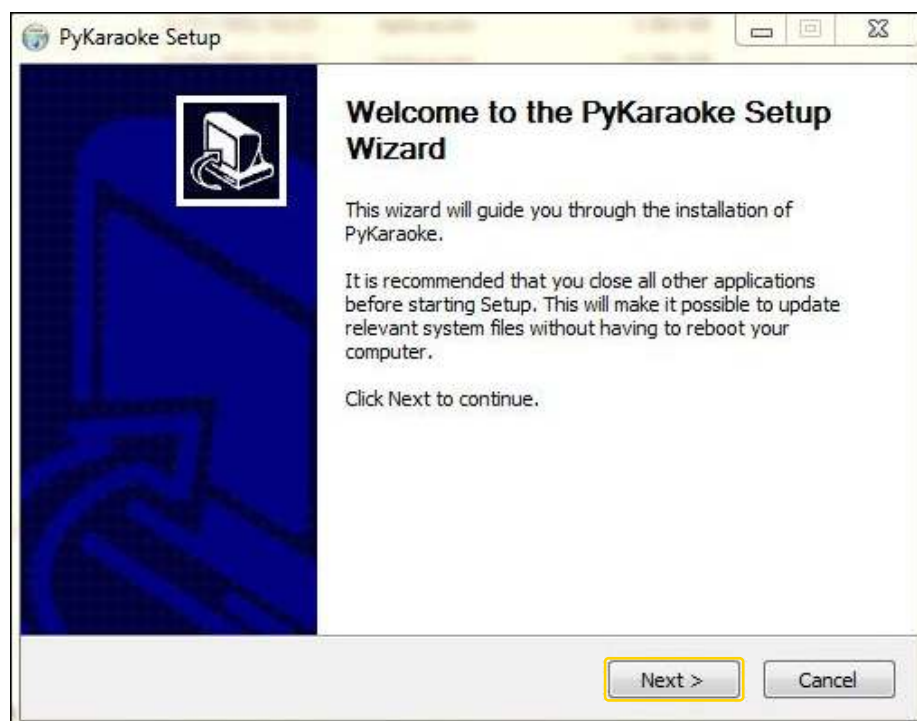 PyKaraoke Setup
Welcome to the PyKaraoke Setup
Wizard
This wizard will guide you through the installation of
PyKaraoke.
It is recommended that you close all other applications
before starting Setup. This will make it possible to update
relevant system files without having to reboot your
computer.
Click Next to continue.
Next >
Cancel